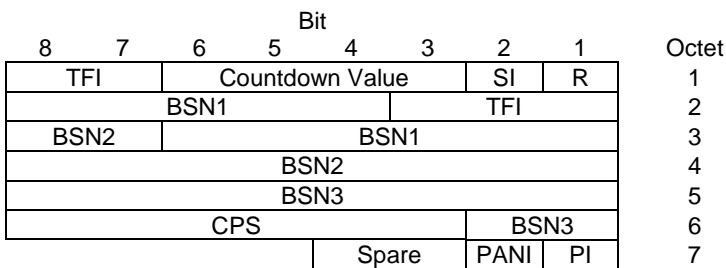 Bit
8 7 6 5 4 3 2 1 Octet
TFI Countdown Value SI R 1
BSN1 TFI 2
BSN2 BSN1 3
BSN2 4
BSN3 5
CPS BSN3 6
Spare PANI PI 7